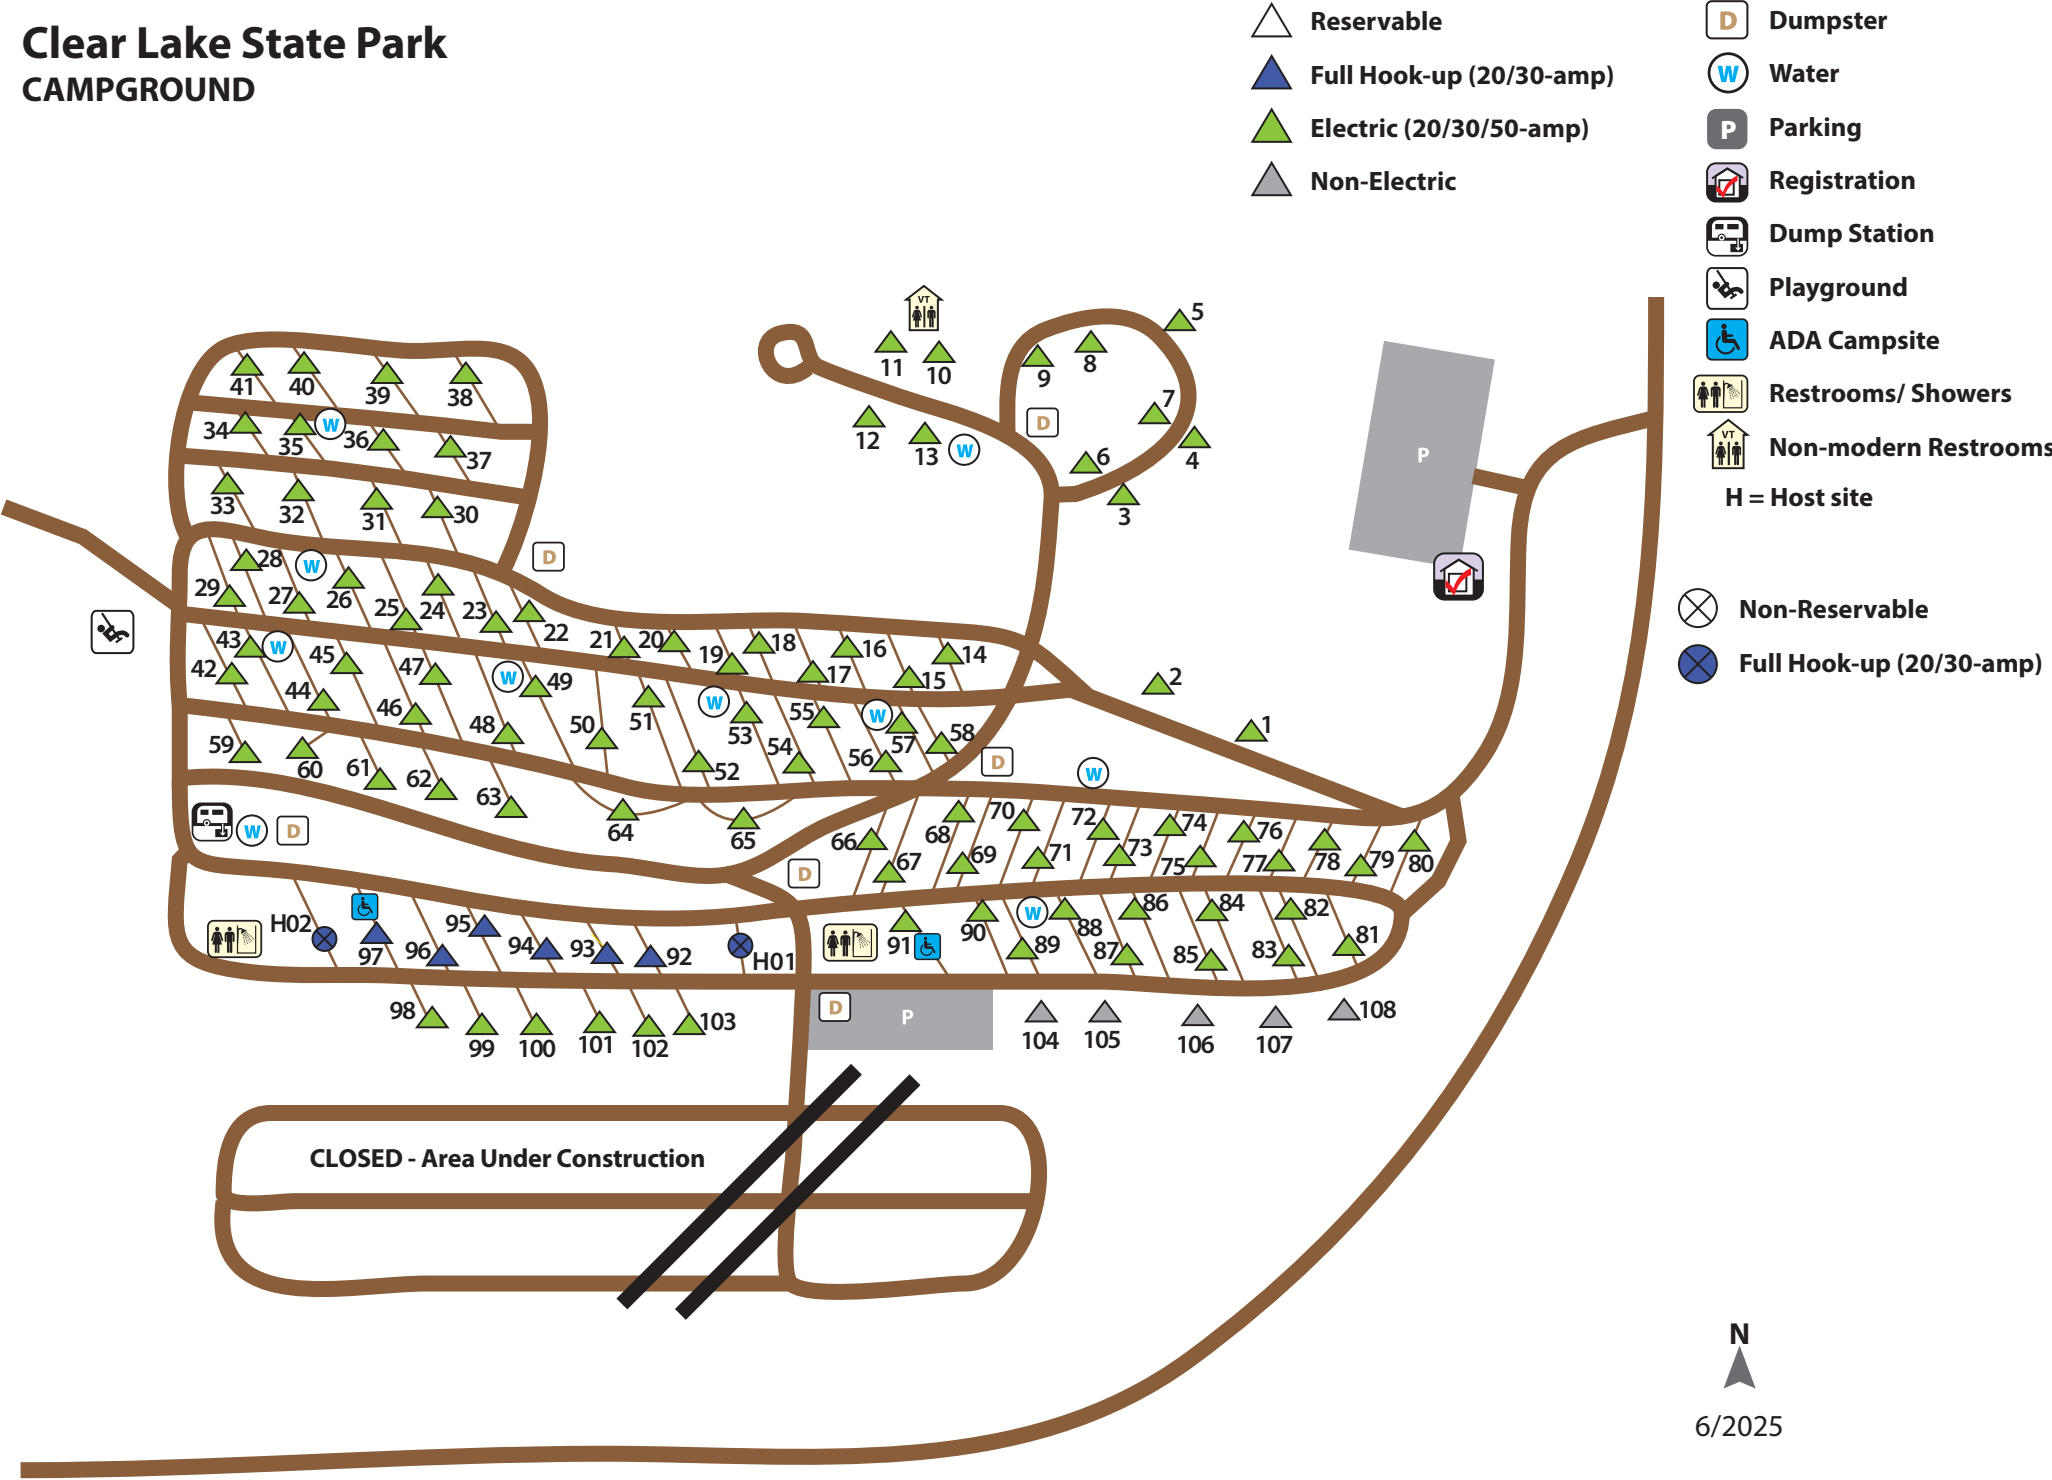 Clear Lake State Park
CAMPGROUND
Reservable
Full Hook-up (20/30-amp)
Electric (20/30/50-amp)
Non-Electric
D Dumpster
W Water
P Parking
Registration
Dump Station
Playground
ADA Campsite
Restrooms/ Showers
VT Non-modern Restrooms
H = Host site
Non-Reservable
Full Hook-up (20/30-amp)
VT
5
11 10 9 8
7
41 40 39 38
12 13 W D 6 4
3
34 35 W 36 37
P
33 32 31 30
D
28 W
29 27 26 25 24 23 22
21 20 19 18 17 16 15 14
43 W 45 47 W 49
42 44 46 48 50 51 W 53 55 W 57 58
2
1
52 54 56
59 60 61 62 63 64 65
D W
W D
66 68 70 72 74 76
67 69 71 73 75 77 78 79 80
D
H02 97 96 95 94 93 92 H01
91 90 W 88 86 84 82
89 87 85 83 81
98 99 100 101 102 103
D P
104 105 106 107 108
CLOSED - Area Under Construction
N
6/2025